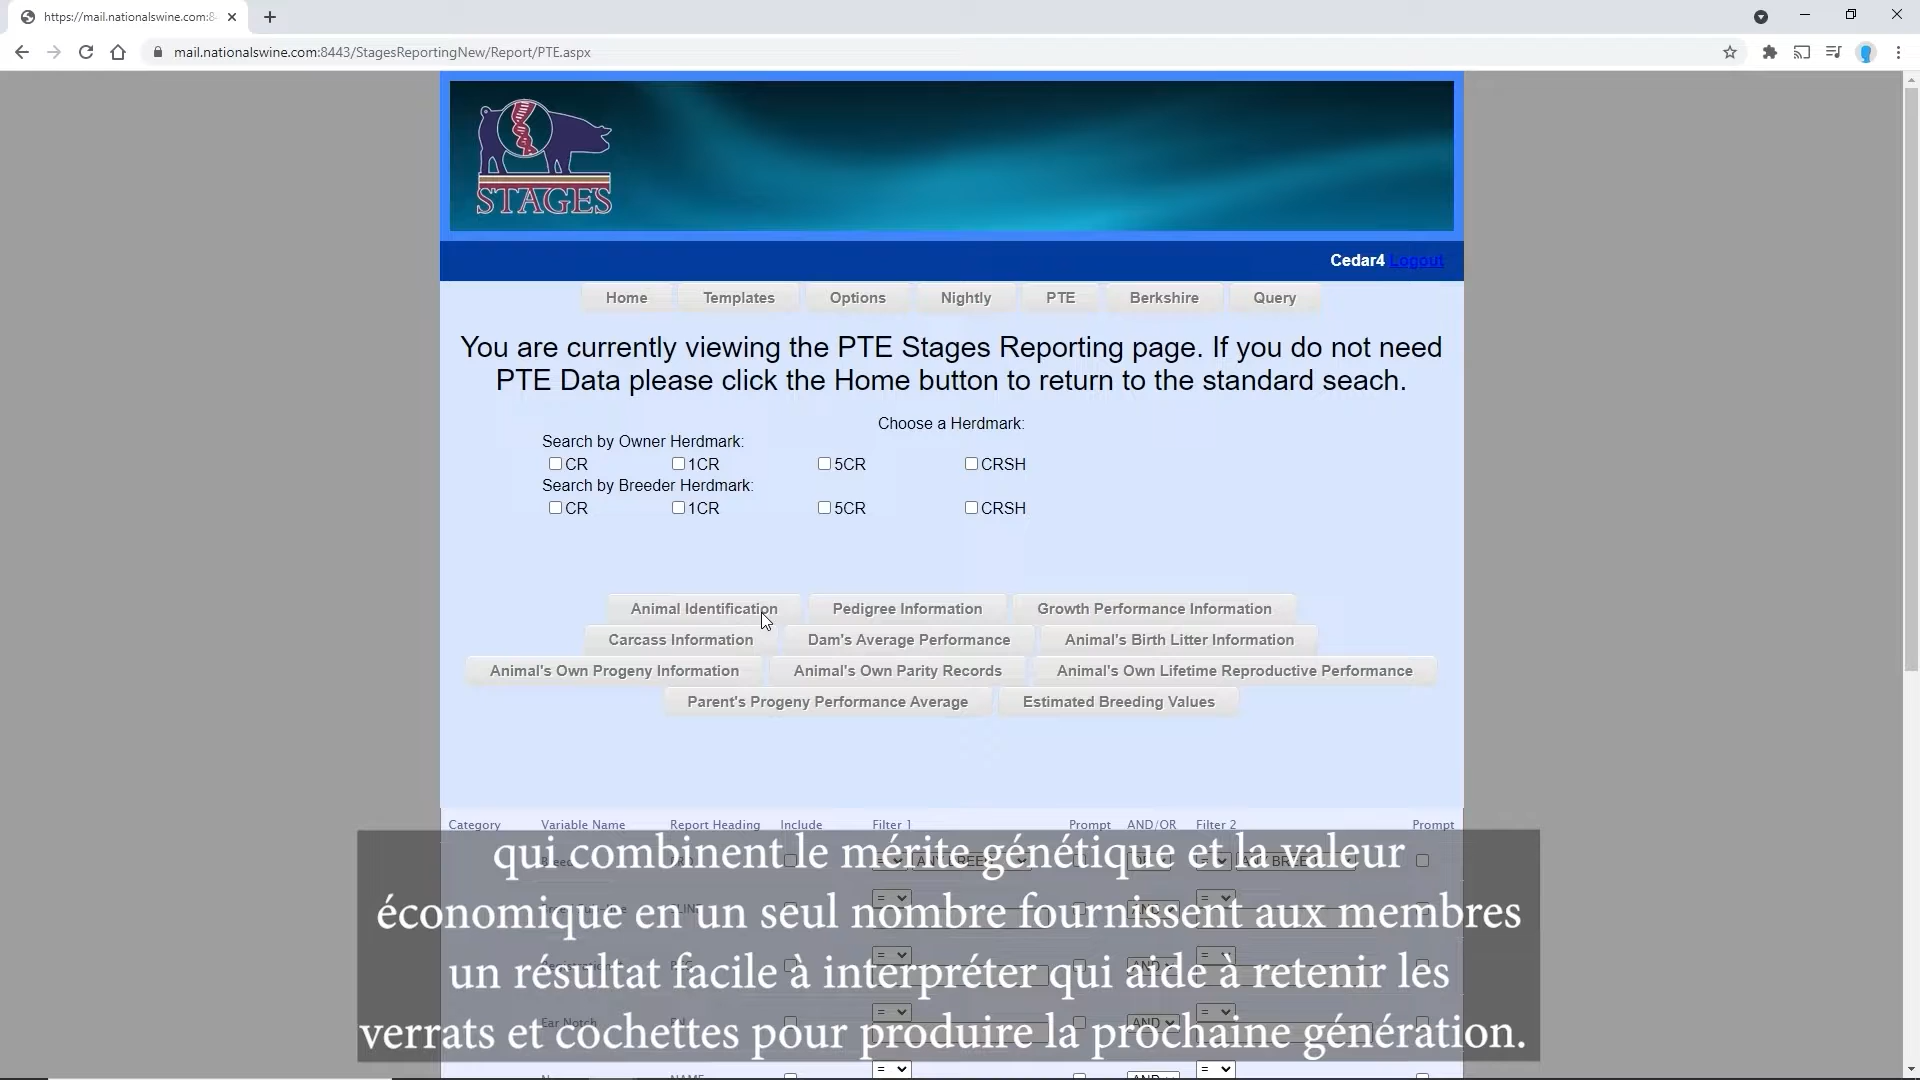 https://mail.nationalswine.com:8
mail.nationalswine.com:8443/StagesReportingNew/Report/PTE.aspx
STAGES
Cedar4 Logout
Home Templates Options Nightly PTE Berkshire Query
You are currently viewing the PTE Stages Reporting page. If you do not need
PTE Data please click the Home button to return to the standard seach.
Choose a Herdmark:
Search by Owner Herdmark:
CR 1CR 5CR CRSH
Search by Breeder Herdmark:
CR 1CR 5CR CRSH
Animal Identification Pedigree Information Growth Performance Information
Carcass Information Dam's Average Performance Animal's Birth Litter Information
Animal's Own Progeny Information Animal's Own Parity Records Animal's Own Lifetime Reproductive Performance
Parent's Progeny Performance Average Estimated Breeding Values
Category Variable Name Report Heading Include Filter 1 Prompt AND/OR Filter 2 Prompt
qui combinent le mérite génétique et la valeur
économique en un seul nombre fournissent aux membres
un résultat facile à interpréter qui aide à retenir les
verrats et cochettes pour produire la prochaine génération.